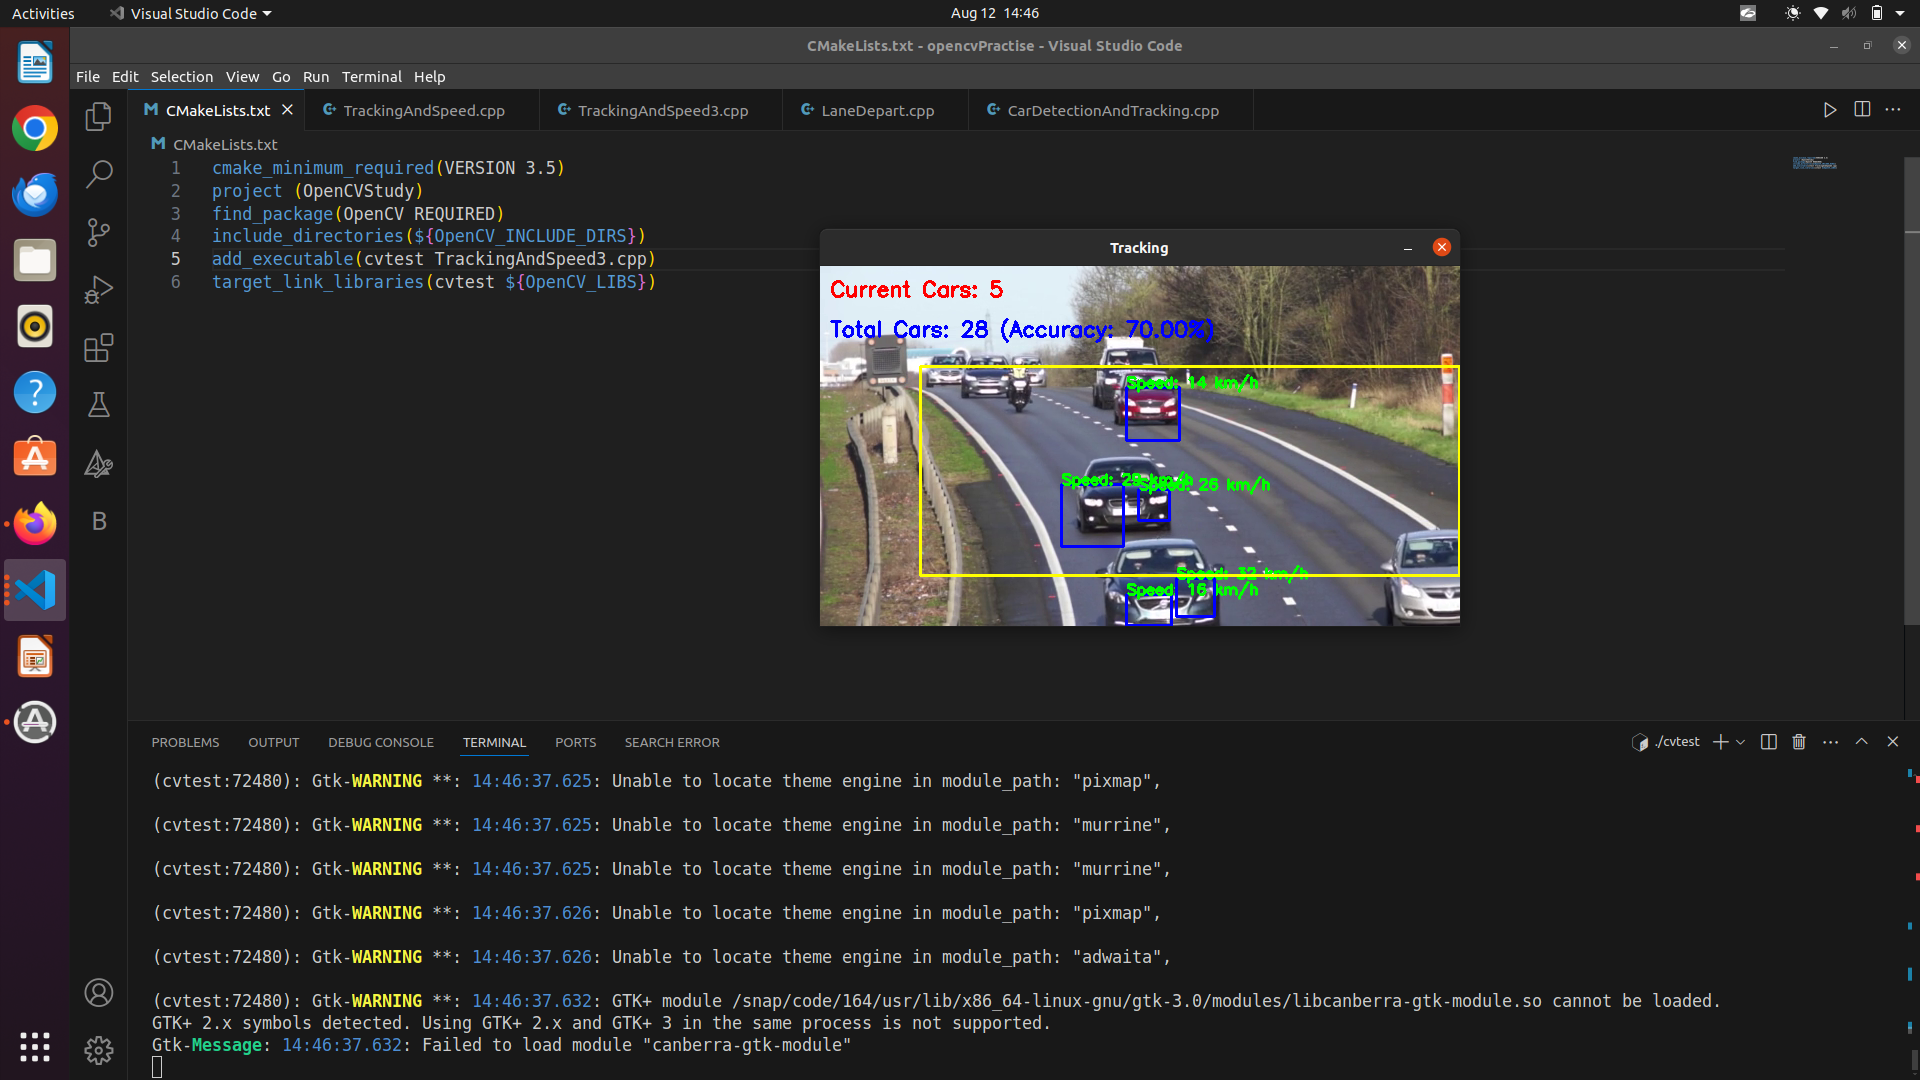 Activities
Visual Studio Code
Aug 12 14:46
CMakeLists.txt - opencvPractise - Visual Studio Code
File Edit Selection View Go Run Terminal Help
CMakeLists.txt
TrackingAndSpeed.cpp
TrackingAndSpeed3.cpp
LaneDepart.cpp
CarDetectionAndTracking.cpp
CMakeLists.txt
1 cmake_minimum_required(VERSION 3.5)
2 project (OpenCVStudy)
3 find_package(OpenCV REQUIRED)
4 include_directories(${OpenCV_INCLUDE_DIRS})
5 add_executable(cvtest TrackingAndSpeed3.cpp)
6 target_link_libraries(cvtest ${OpenCV_LIBS})
Tracking
Current Cars: 5
Total Cars: 28 (Accuracy: 70.00%)
Speed: 14 km/h
Speed: km/h
Speed: 26 km/h
Speed: 32 km/h
Speed: 16 km/h
PROBLEMS OUTPUT DEBUG CONSOLE TERMINAL PORTS SEARCH ERROR
./cvtest
(cvtest:72480): Gtk-WARNING **: 14:46:37.625: Unable to locate theme engine in module_path: "pixmap",
(cvtest:72480): Gtk-WARNING **: 14:46:37.625: Unable to locate theme engine in module_path: "murrine",
(cvtest:72480): Gtk-WARNING **: 14:46:37.625: Unable to locate theme engine in module_path: "murrine",
(cvtest:72480): Gtk-WARNING **: 14:46:37.626: Unable to locate theme engine in module_path: "pixmap",
(cvtest:72480): Gtk-WARNING **: 14:46:37.626: Unable to locate theme engine in module_path: "adwaita",
(cvtest:72480): Gtk-WARNING **: 14:46:37.632: GTK+ module /snap/code/164/usr/lib/x86_64-linux-gnu/gtk-3.0/modules/libcanberra-gtk-module.so cannot be loaded.
GTK+ 2.x symbols detected. Using GTK+ 2.x and GTK+ 3 in the same process is not supported.
Gtk-Message: 14:46:37.632: Failed to load module "canberra-gtk-module"